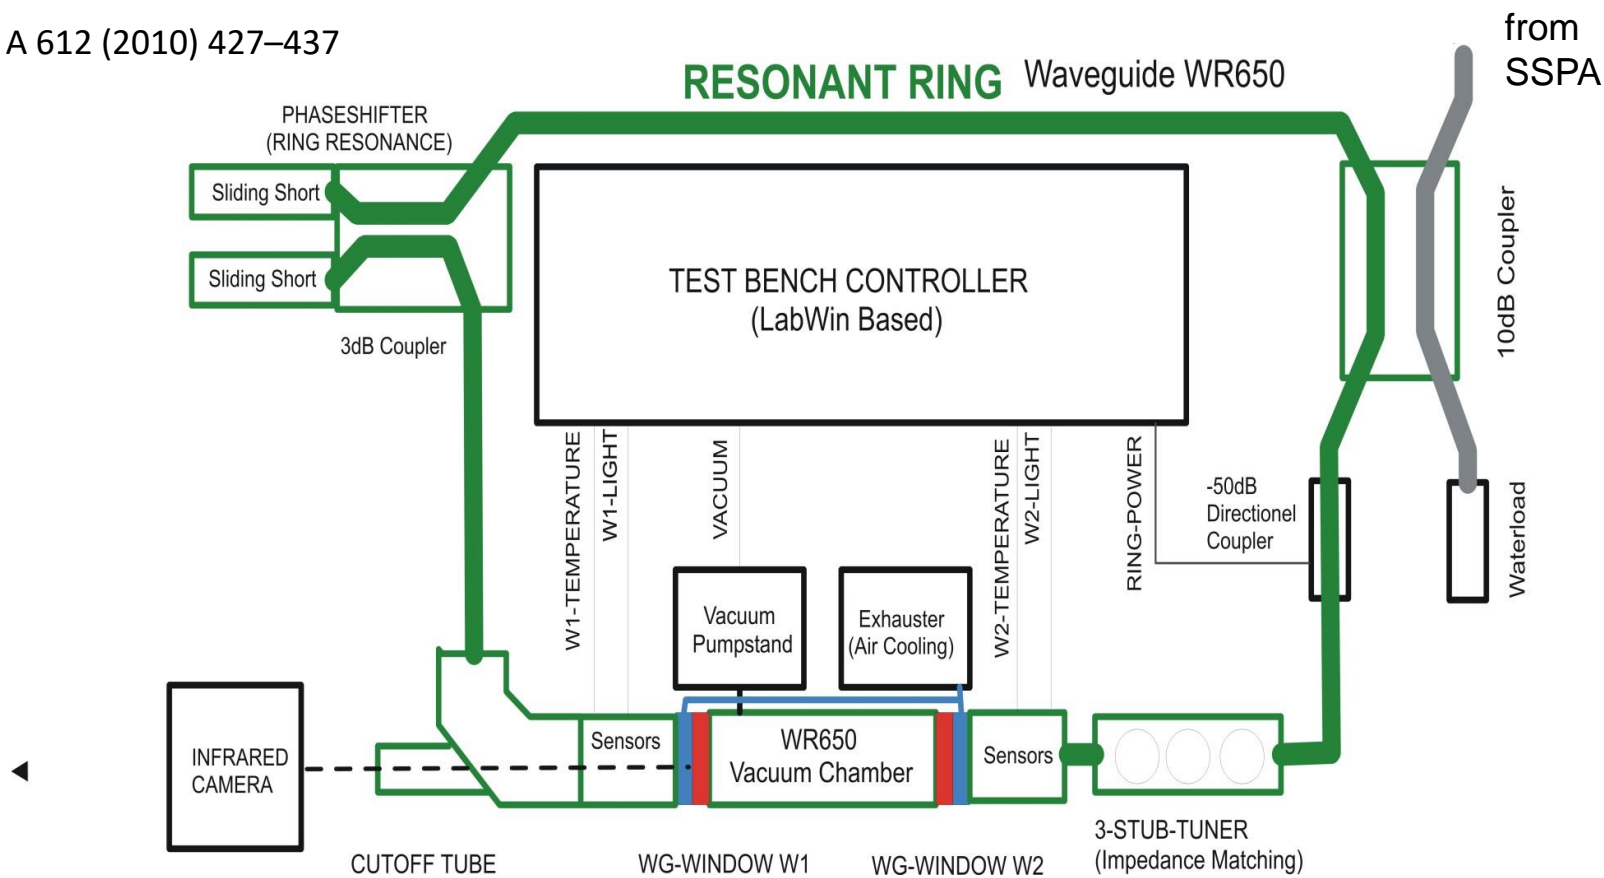 A 612 (2010) 427–437
from
SSPA
RESONANT RING Waveguide WR650
PHASESHIFTER
(RING RESONANCE)
Sliding Short
Sliding Short
3dB Coupler
TEST BENCH CONTROLLER
(LabWin Based)
10dB Coupler
W1-TEMPERATURE
W1-LIGHT
VACUUM
W2-TEMPERATURE
W2-LIGHT
RING-POWER
-50dB
Directionel
Coupler
Waterload
Vacuum
Pumpstand
Exhauster
(Air Cooling)
INFRARED
CAMERA
Sensors
WR650
Vacuum Chamber
Sensors
3-STUB-TUNER
(Impedance Matching)
CUTOFF TUBE
WG-WINDOW W1
WG-WINDOW W2